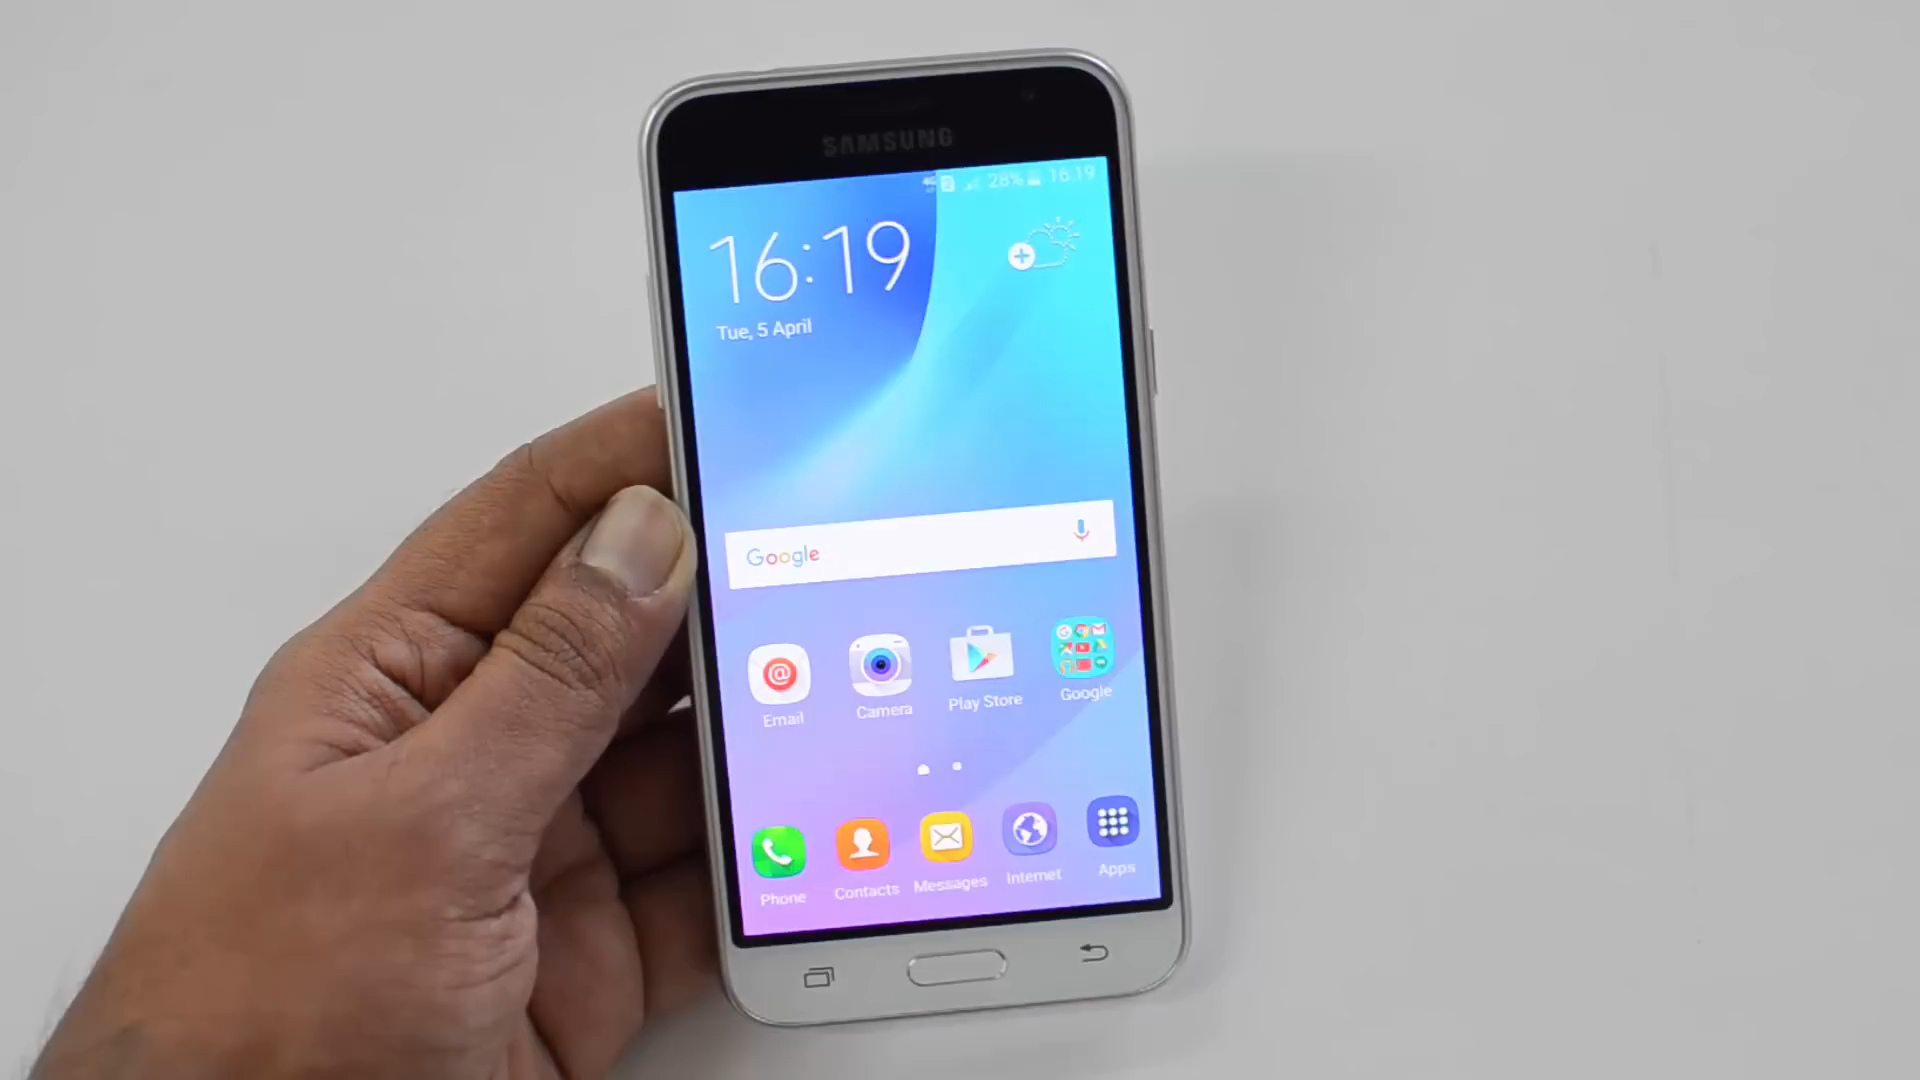 SAMSUNG
28% 16:19
16:19
Tue, 5 April
Google
Email Camera Play Store Google
Phone Contacts Messages Internet Apps